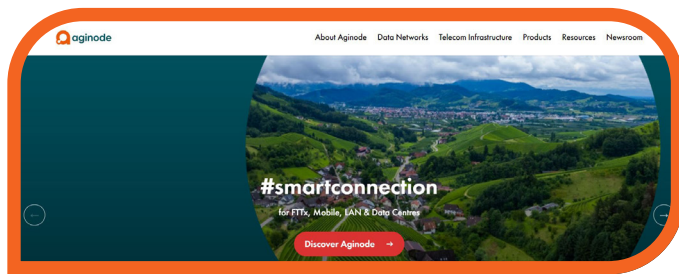 aginode
About Aginode Data Networks Telecom Infrastructure Products Resources Newsroom
#smartconnection
for FTTx, Mobile, LAN & Data Centres
Discover Aginode →